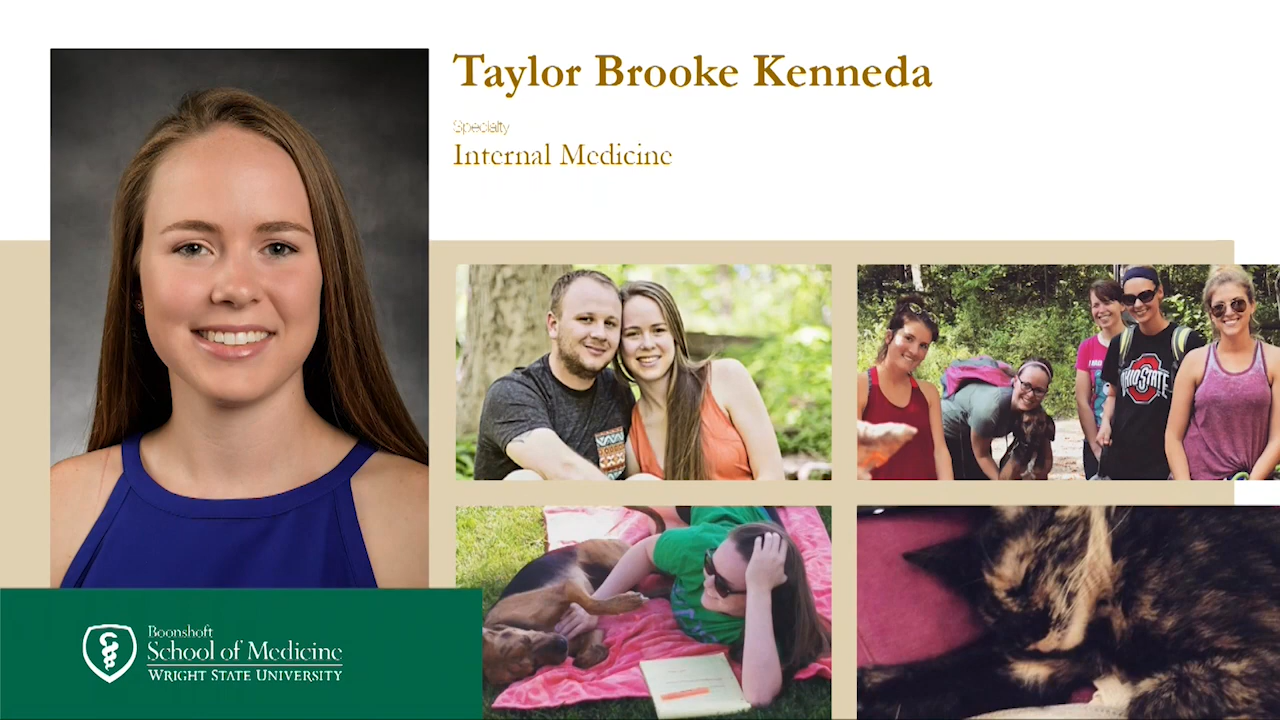 Taylor Brooke Kenneda
Specialty
Internal Medicine
OHIO STATE
Boonshoft
School of Medicine
Wright State University